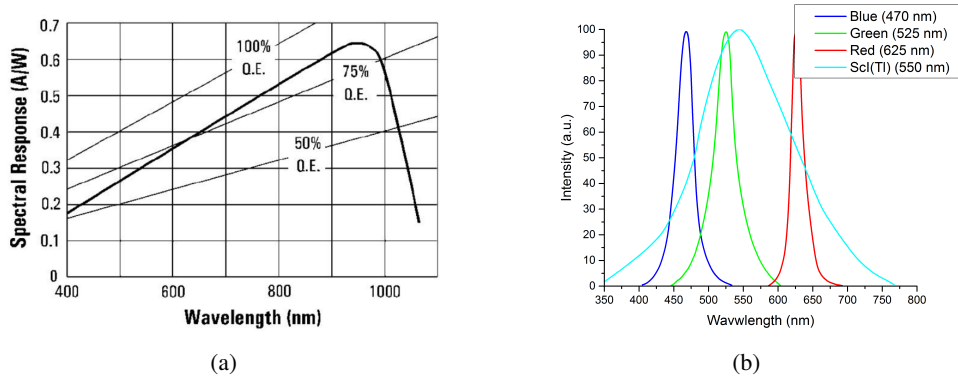 Spectral Response (A/W)
0.7
0.6
0.5
0.4
0.3
0.2
0.1
0
100%
Q.E.
75%
Q.E.
50%
Q.E.
400
600
800
1000
Wavelength (nm)
(a)
Blue (470 nm)
Green (525 nm)
Red (625 nm)
ScI(Tl) (550 nm)
Intensity (a.u.)
100
90
80
70
60
50
40
30
20
10
0
350 400 450 500 550 600 650 700 750 800
Wavwlength (nm)
(b)